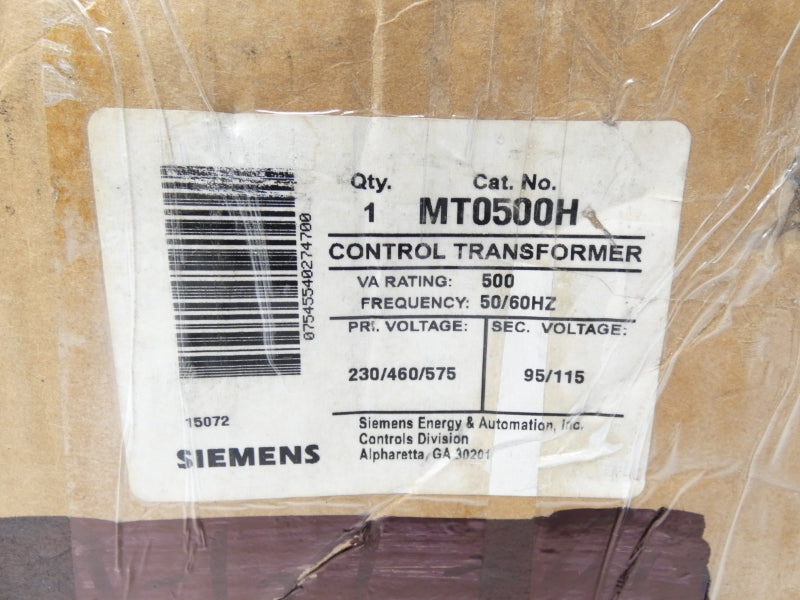 Qty. Cat. No.
1 MT0500H
CONTROL TRANSFORMER
VA RATING: 500
FREQUENCY: 50/60HZ
PRI. VOLTAGE: SEC. VOLTAGE:
230/460/575 95/115
07545540274700
15072
SIEMENS
Siemens Energy & Automation, Inc.
Controls Division
Alpharetta, GA 30201